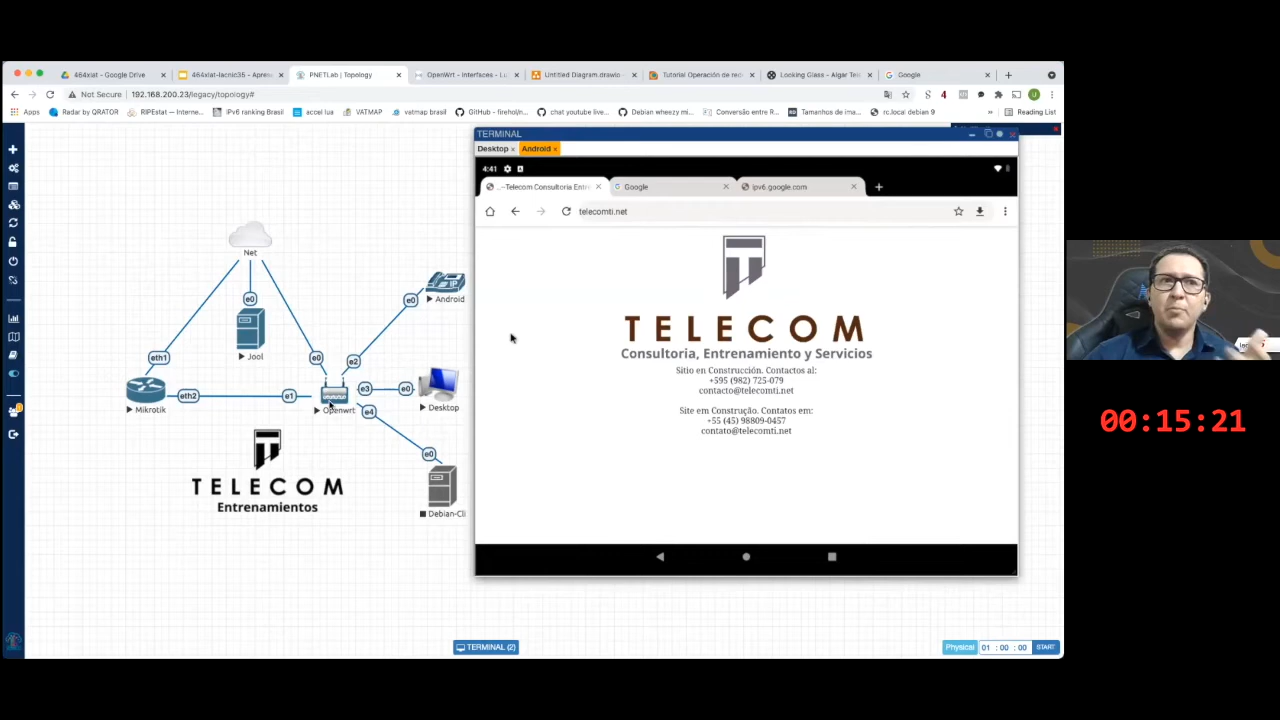 464xlat - Google Drive
464xlat-lacnic35 - Apres
PNETLab | Topology
OpenWrt - Interfaces - Lu
Untitled Diagram.drawio
Tutorial Operación de red
Looking Glass - Algar Te
Google
Not Secure | 192.168.200.23/legacy/topology#
Apps
Radar by QRATOR
RIPEstat — Interne...
IPv6 ranking Brasil
accel lua
VATMAP
vatmap brasil
GitHub - firehol/n...
chat youtube live...
Debian wheezy mi...
Conversão entre R...
Tamanhos de ima...
rc.local debian 9
»
Reading List
TERMINAL
Desktop x
Android x
4:41
Telecom Consultoria Entr
Google
ipv6.google.com
telecomti.net
TELECOM
Consultoria, Entrenamiento y Servicios
Sitio en Construcción. Contactos al:
+595 (982) 725-079
contacto@telecomti.net
Site em Construção. Contatos em:
+55 (45) 98809-0457
contato@telecomti.net
Net
e0
Android
e0
eth1
Jool
e0
e2
Mikrotik
eth2
e1
Openwrt
e3
e0
Desktop
e4
e0
Debian-Cli
TELECOM
Entrenamientos
00:15:21
TERMINAL (2)
Physical
01 : 00 : 00
START